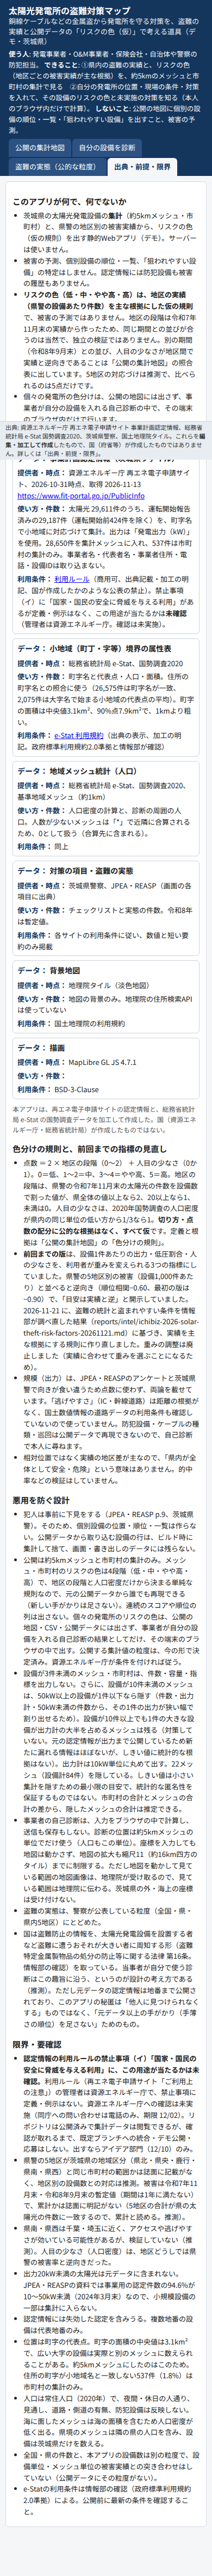 太陽光発電所の盗難対策マップ
銅線ケーブルなどの金属盗から発電所を守る対策を、盗難の
実績と公開データの「リスクの色（仮）」で考える道具（デ
モ・茨城県）
使う人: 発電事業者・O&M事業者・保険会社・自治体や警察の
防犯担当。 できること: ①県内の盗難の実績と、リスクの色
（地区ごとの被害実績が主な根拠）を、約5kmのメッシュと市
町村の集計で見る　②自分の発電所の位置・現場の条件・対策
を入れて、その設備のリスクの色と未実施の対策を知る（本人
のブラウザ内だけで計算）。 しないこと: 公開の地図に個別の
設備の順位・一覧・「狙われやすい設備」を出すこと、被害の予
測。
公開の集計地図
自分の設備を診断
盗難の実態（公的な粒度）
出典・前提・限界
このアプリが何で、何でないか
茨城県の太陽光発電設備の集計（約5kmメッシュ・市
町村）と、県警の地区別の被害実績から、リスクの色
（仮の規則）を出す静的Webアプリ（デモ）。サーバー
は使いません。
被害の予測、個別設備の順位・一覧、「狙われやすい設
備」の特定はしません。認定情報には防犯設備も被害
の履歴もありません。
リスクの色（低・中・やや高・高）は、地区の実績
（県警の設備あたり件数）を主な根拠にした仮の規則
で、被害の予測ではありません。地区の段階は令和7年
11月末の実績から作ったため、同じ期間との並びが合
うのは当然で、独立の検証ではありません。別の期間
（令和8年9月末）との並び、人目の少なさが地区間で
実績と逆向きであることは「公開の集計地図」の照合
表に出しています。5地区の対応づけは推測で、比べら
れるのは5点だけです。
個々の発電所の色分けは、公開の地図には出さず、事
業者が自分の設備を入れる自己診断の中で、その端末の
ブラウザ内だけで行います。
出典: 資源エネルギー庁 再エネ電子申請サイト 事業計画認定情報、総務省
統計局 e-Stat 国勢調査2020、茨城県警察、国土地理院タイル。これらを編
集・加工して作成したもので、国（府省等）が作成したものではありませ
ん。詳しくは「出典・前提・限界」。
提供者・時点： 資源エネルギー庁 再エネ電子申請サイ
ト、2026-10-31時点、取得 2026-11-13
https://www.fit-portal.go.jp/PublicInfo
使い方・件数： 太陽光 29,611件のうち、運転開始報告
済みの29,187件（運転開始前424件を除く）を、町字名
で小地域に対応づけて集計。出力は「発電出力（kW）」
を使用。28,650件を集計メッシュに入れ、537件は市町
村の集計のみ。事業者名・代表者名・事業者住所・電
話・設備IDは取り込まない。
利用条件： 利用ルール（商用可、出典記載・加工の明
記、国が作成したかのような公表の禁止）。禁止事項
（イ）に「国家・国民の安全に脅威を与える利用」があ
るが定義・例示はなく、この用途が当たるかは未確認
（管理者は資源エネルギー庁。確認は未実施）。
データ： 小地域（町丁・字等）境界の属性表
提供者・時点： 総務省統計局 e-Stat、国勢調査2020
使い方・件数： 町字名と代表点・人口・面積。住所の
町字名との照合に使う（26,575件は町字名が一致、
2,075件は大字名で始まる小地域の代表点の平均）。町字
の面積は中央値3.1km²、90%点7.9km²で、1kmより粗
い。
利用条件： e-Stat 利用規約（出典の表示、加工の明
記。政府標準利用規約2.0準拠と情報部が確認）
データ： 地域メッシュ統計（人口）
提供者・時点： 総務省統計局 e-Stat、国勢調査2020、
基準地域メッシュ（約1km）
使い方・件数： 人口密度の計算と、診断の周囲の人
口。人数が少ないメッシュは「*」で近隣に合算される
ため、0として扱う（合算先に含まれる）。
利用条件： 同上
データ： 対策の項目・盗難の実態
提供者・時点： 茨城県警察、JPEA・REASP（画面の各
項目に出典）
使い方・件数： チェックリストと実態の件数。令和8年
は暫定値。
利用条件： 各サイトの利用条件に従い、数値と短い要
約のみ掲載
データ： 背景地図
提供者・時点： 地理院タイル（淡色地図）
使い方・件数： 地図の背景のみ。地理院の住所検索API
は使っていない
利用条件： 国土地理院の利用規約
データ： 描画
提供者・時点： MapLibre GL JS 4.7.1
使い方・件数：
利用条件： BSD-3-Clause
本アプリは、再エネ電子申請サイトの認定情報と、総務省統計
局 e-Stat の国勢調査データを加工して作成した。国（資源エネ
ルギー庁・総務省統計局）が作成したものではない。
色分けの規則と、前回までの指標の見直し
点数 = 2 × 地区の段階（0〜2） + 人目の少なさ（0か
1）。0=低、1〜2=中、3〜4=やや高、5=高。地区の
段階は、県警の令和7年11月末の太陽光の件数を設備数
で割った値が、県全体の値以上なら2、20以上なら1、
未満は0。人目の少なさは、2020年国勢調査の人口密度
が県内の同じ単位の低い方から1/3なら1。切り方・点
数の配分に公的な根拠はなく、すべて仮です。定義と根
拠は「公開の集計地図」の「色分けの規則」。
前回までの版は、設備1件あたりの出力・低圧割合・人
の少なさを、利用者が重みを変えられる3つの指標にし
ていました。県警の5地区別の被害（設備1,000件あた
り）と並べると逆向き（順位相関-0.60、最初の版は
-0.90）で、「目安は実績と逆」と開示していました。
2026-11-21 に、盗難の統計と盗まれやすい条件を情報
部が調べ直した結果（reports/intel/ichibiz-2026-solar-
theft-risk-factors-20261121.md）に基づき、実績を主な
根拠にする規則に作り直しました。重みの調整は廃
止しました（実績に合わせて重みを選ぶことになるた
め）。
規模（出力）は、JPEA・REASPのアンケートと茨城県
警で向きが食い違うため点数に使わず、両論を載せて
います。「逃げやすさ」（IC・幹線道路）は距離の根拠がな
く、国土数値情報の道路データの利用条件も確認し
ていないので使っていません。防犯設備・ケーブルの種
類・巡回は公開データで再現できないので、自己診断
で本人に尋ねます。
相対位置ではなく実績の地区差が主なので、「県内が全
体として安全・危険」という意味はありません。的中
率などの検証はしていません。
悪用を防ぐ設計
犯人は事前に下見をする（JPEA・REASP p.9、茨城県
警）。そのため、個別設備の位置・順位・一覧は作らな
い。公開データから取り込む設備の行は、ビルド時に
集計して捨て、画面・書き出しのデータには残らない。
公開は約5kmメッシュと市町村の集計のみ。メッシ
ュ・市町村のリスクの色は4段階（低・中・やや高・
高）で、地区の段階と人口密度だけから決まる単純な
規則なので、元の公開データから誰でも再現できる
（新しい手がかりは足さない）。連続のスコアや順位の
列は出さない。個々の発電所のリスクの色は、公開の
地図・CSV・公開データには出さず、事業者が自分の設
備を入れる自己診断の結果としてだけ、その端末のブラ
ウザの中で出す。公開する集計値の粒度は、今の形で決
定済み。資源エネルギー庁が条件を付ければ従う。
設備が3件未満のメッシュ・市町村は、件数・容量・指
標を出力しない。さらに、設備が10件未満のメッシュ
は、50kW以上の設備が1件以下なら隠す（件数・出力
計・50kW未満の件数から、その1件の出力が狭い幅で
割り出せるため）。設備が10件以上でも1件の大きな設
備が出力計の大半を占めるメッシュは残る（対策してい
ない。元の認定情報が出力まで公開しているため新
たに漏れる情報はほぼないが、しきい値に統計的な根
拠はない）。出力計は10kW単位に丸めて出す。22メッ
シュ（設備計84件）を隠している。しきい値は小さい
集計を隠すための最小限の目安で、統計的な匿名性を
保証するものではない。市町村の合計とメッシュの合
計の差から、隠したメッシュの合計は推定できる。
事業者の自己診断は、入力をブラウザの中で計算し、
送信も保存もしない。診断の位置は約5kmメッシュの
単位でだけ使う（人口もこの単位）。座標を入力しても
地図は動かさず、地図の拡大も縮尺11（約16km四方の
タイル）までに制限する。ただし地図を動かして見て
いる範囲の地図画像は、地理院が受け取るので、見て
いる範囲は地理院に伝わる。茨城県の外・海上の座標
は受け付けない。
盗難の実態は、警察が公表している粒度（全国・県・
県内5地区）にとどめた。
国は盗難防止の情報を、太陽光発電設備を設置する者
など盗難に遭うおそれが大きい者に周知する形（盗難
特定金属製物品の処分の防止等に関する法律 第16条。
情報部の確認）を取っている。当事者が自分で使う診
断はこの趣旨に沿う、というのが設計の考え方である
（推測）。ただし元データの認定情報は地番まで公開さ
れており、このアプリの秘匿は「他人に見つけられなく
する」ものではなく、「元データ以上の手がかり（手薄
さの順位）を足さない」ためのもの。
限界・要確認
認定情報の利用ルールの禁止事項（イ）「国家・国民の
安全に脅威を与える利用」に、この用途が当たるかは未
確認。利用ルール（再エネ電子申請サイト「ご利用上
の注意」）の管理者は資源エネルギー庁で、禁止事項に
定義・例示はない。資源エネルギー庁への確認は未実
施（同庁への問い合わせは電話のみ、期限 12/02）。リ
ポジトリは公開済みで集計データは閲覧できるが、確
認が取れるまで、既定ブランチへの統合・デモ公開・
応募はしない。出すならアイデア部門（12/10）のみ。
県警の5地区が茨城県の地域区分（県北・県央・鹿行・
県南・県西）と同じ市町村の範囲かは誌面に記載がな
く、地区別の設備数との対応は推測。被害は令和7年11
月末・令和8年9月末の暫定値（期間は1年に満たない）
で、累計かは誌面に明記がない（5地区の合計が県の太
陽光の件数に一致するので、累計と読める。推測）。
県南・県西は千葉・埼玉に近く、アクセスや逃げやす
さが効いている可能性があるが、検証していない（推
測）。人目の少なさ（人口密度）は、地区どうしでは県
警の被害率と逆向きだった。
出力20kW未満の太陽光は元データに含まれない。
JPEA・REASPの資料では事業用の認定件数の94.6%が
10〜50kW未満（2024年3月末）なので、小規模設備の
一部は集計に入らない。
認定情報には失効した認定を含みうる。複数地番の設
備は代表地番のみ。
位置は町字の代表点。町字の面積の中央値は3.1km²
で、広い大字の設備は実際と別のメッシュに数えられ
ることがある。約5kmメッシュにしたのはこのため。
住所の町字が小地域名と一致しない537件（1.8%）は
市町村の集計のみ。
人口は常住人口（2020年）で、夜間・休日の人通り、
見通し、道路・側道の有無、防犯設備は反映しない。
海に面したメッシュは海の面積を含むため人口密度が
低く出る。県境のメッシュは隣の県の人口を含み、設
備は茨城県だけを数える。
全国・県の件数と、本アプリの設備数は別の粒度で、設
備単位・メッシュ単位の被害実績との突き合わせはし
ていない（公開データにその粒度がない）。
e-Statの利用条件は情報部の確認（政府標準利用規約
2.0準拠）による。公開前に最新の条件を確認するこ
と。